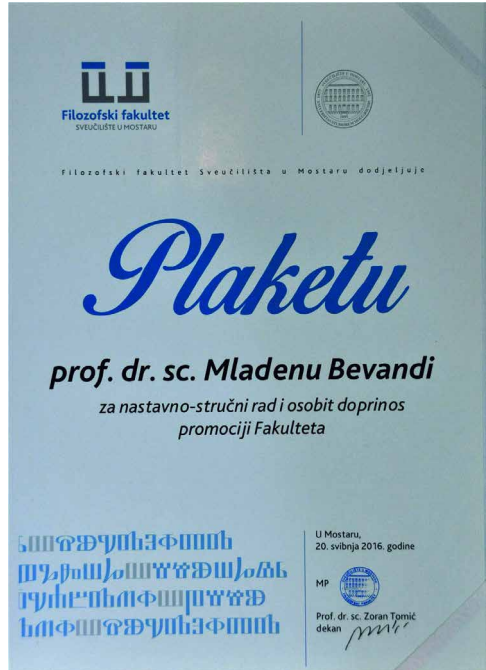 Filozofski fakultet
SVEUČILIŠTE U MOSTARU
Filozofski fakultet Sveučilišta u Mostaru dodjeljuje
Plaketu
prof. dr. sc. Mladenu Bevandi
za nastavno-stručni rad i osobit doprinos
promociji Fakulteta
U Mostaru,
20. svibnja 2016. godine
MP
Prof. dr. sc. Zoran Tomić
dekan